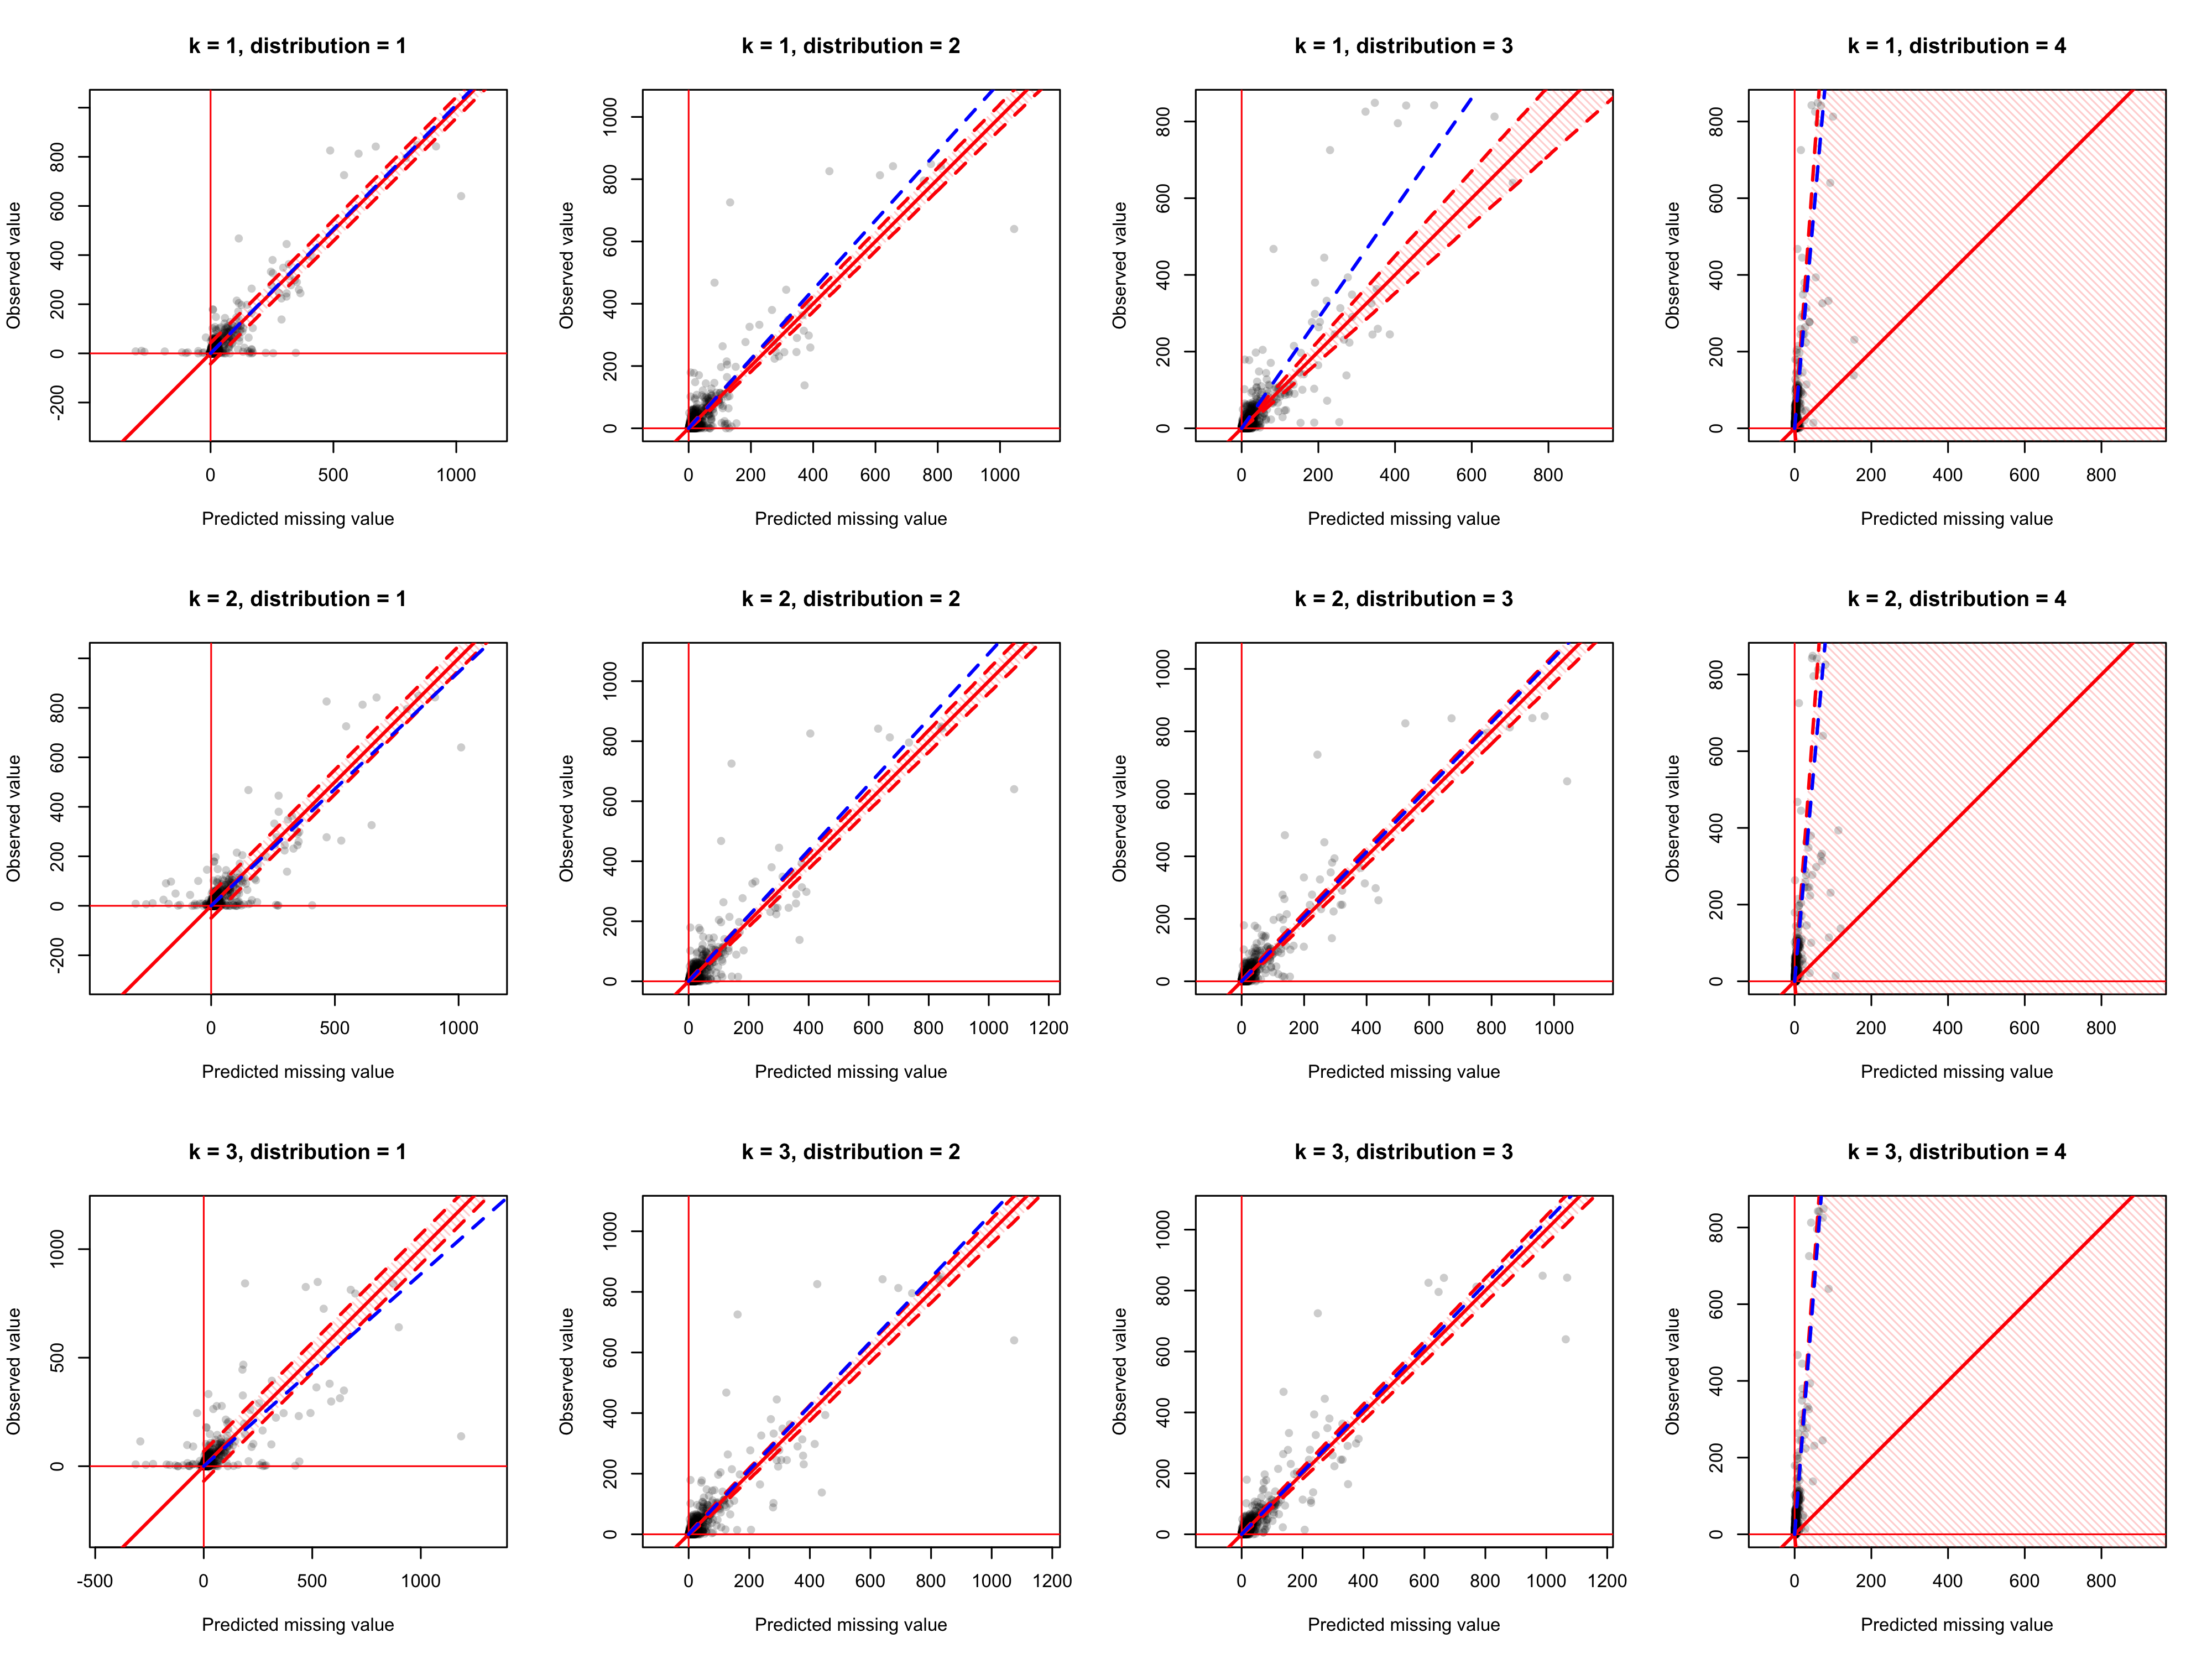 k = 1, distribution = 1
Observed value
-200 0 200 400 600 800
0 500 1000
Predicted missing value
k = 1, distribution = 2
Observed value
0 200 400 600 800 1000
0 200 400 600 800 1000
Predicted missing value
k = 1, distribution = 3
Observed value
0 200 400 600 800
0 200 400 600 800
Predicted missing value
k = 1, distribution = 4
Observed value
0 200 400 600 800
0 200 400 600 800
Predicted missing value
k = 2, distribution = 1
Observed value
-200 0 200 400 600 800
0 500 1000
Predicted missing value
k = 2, distribution = 2
Observed value
0 200 400 600 800 1000
0 200 400 600 800 1000 1200
Predicted missing value
k = 2, distribution = 3
Observed value
0 200 400 600 800 1000
0 200 400 600 800 1000
Predicted missing value
k = 2, distribution = 4
Observed value
0 200 400 600 800
0 200 400 600 800
Predicted missing value
k = 3, distribution = 1
Observed value
0 500 1000
-500 0 500 1000
Predicted missing value
k = 3, distribution = 2
Observed value
0 200 400 600 800 1000
0 200 400 600 800 1000 1200
Predicted missing value
k = 3, distribution = 3
Observed value
0 200 400 600 800 1000
0 200 400 600 800 1000 1200
Predicted missing value
k = 3, distribution = 4
Observed value
0 200 400 600 800
0 200 400 600 800
Predicted missing value